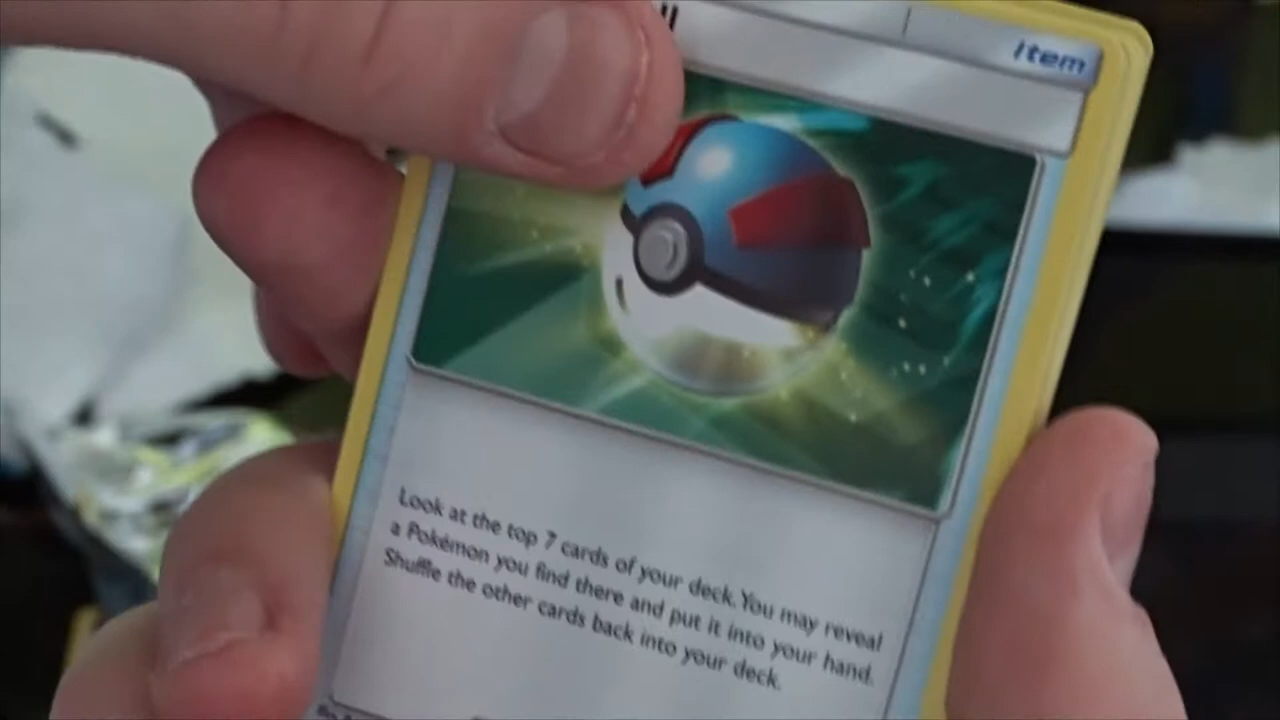 Item
Look at the top 7 cards of your deck. You may reveal
a Pokémon you find there and put it into your hand.
Shuffle the other cards back into your deck.